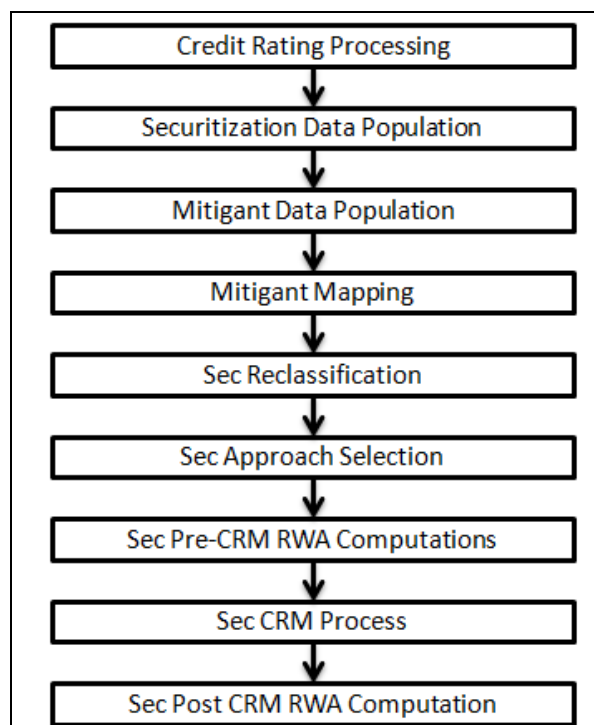 Credit Rating Processing
Securitization Data Population
Mitigant Data Population
Mitigant Mapping
Sec Reclassification
Sec Approach Selection
Sec Pre-CRM RWA Computations
Sec CRM Process
Sec Post CRM RWA Computation